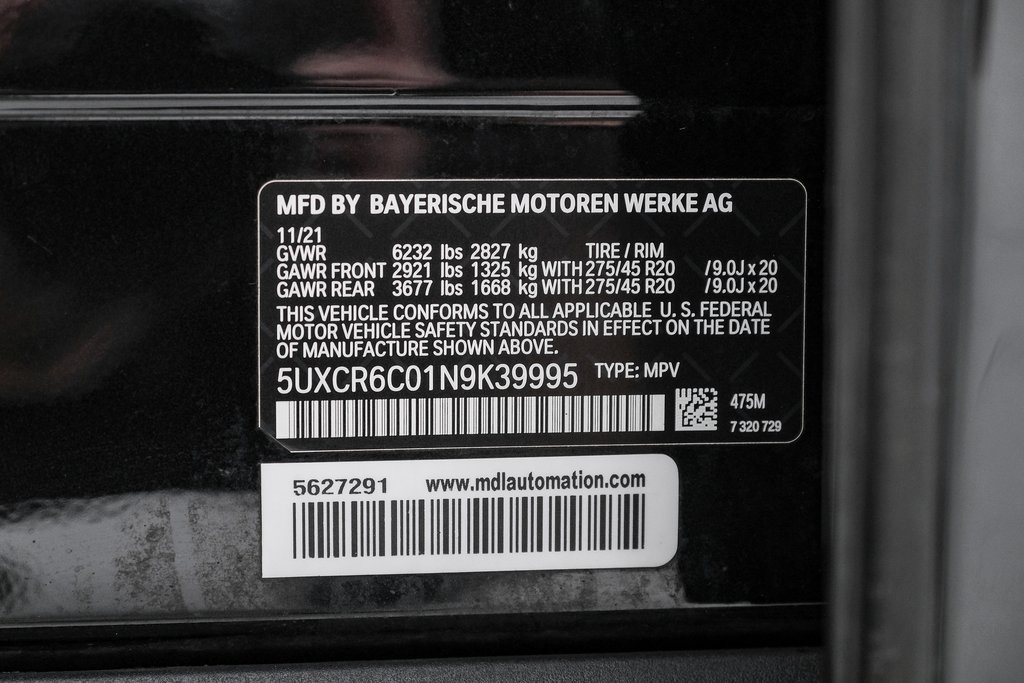 MFD BY BAYERISCHE MOTOREN WERKE AG
11/21
GVWR 6232 lbs 2827 kg TIRE / RIM
GAWR FRONT 2921 lbs 1325 kg WITH 275/45 R20 / 9.0J x 20
GAWR REAR 3677 lbs 1668 kg WITH 275/45 R20 / 9.0J x 20
THIS VEHICLE CONFORMS TO ALL APPLICABLE U. S. FEDERAL
MOTOR VEHICLE SAFETY STANDARDS IN EFFECT ON THE DATE
OF MANUFACTURE SHOWN ABOVE.
5UXCR6C01N9K39995 TYPE: MPV
475M
7 320 729
5627291 www.mdlautomation.com